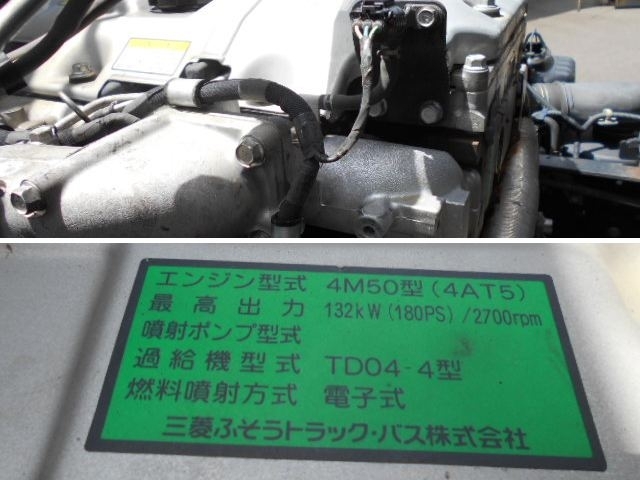 エンジン型式 4M50型(4AT5)
最高出力 132kW(180PS)/2700rpm
噴射ポンプ型式
過給機型式 TD04-4型
燃料噴射方式 電子式
三菱ふそうトラック・バス株式会社